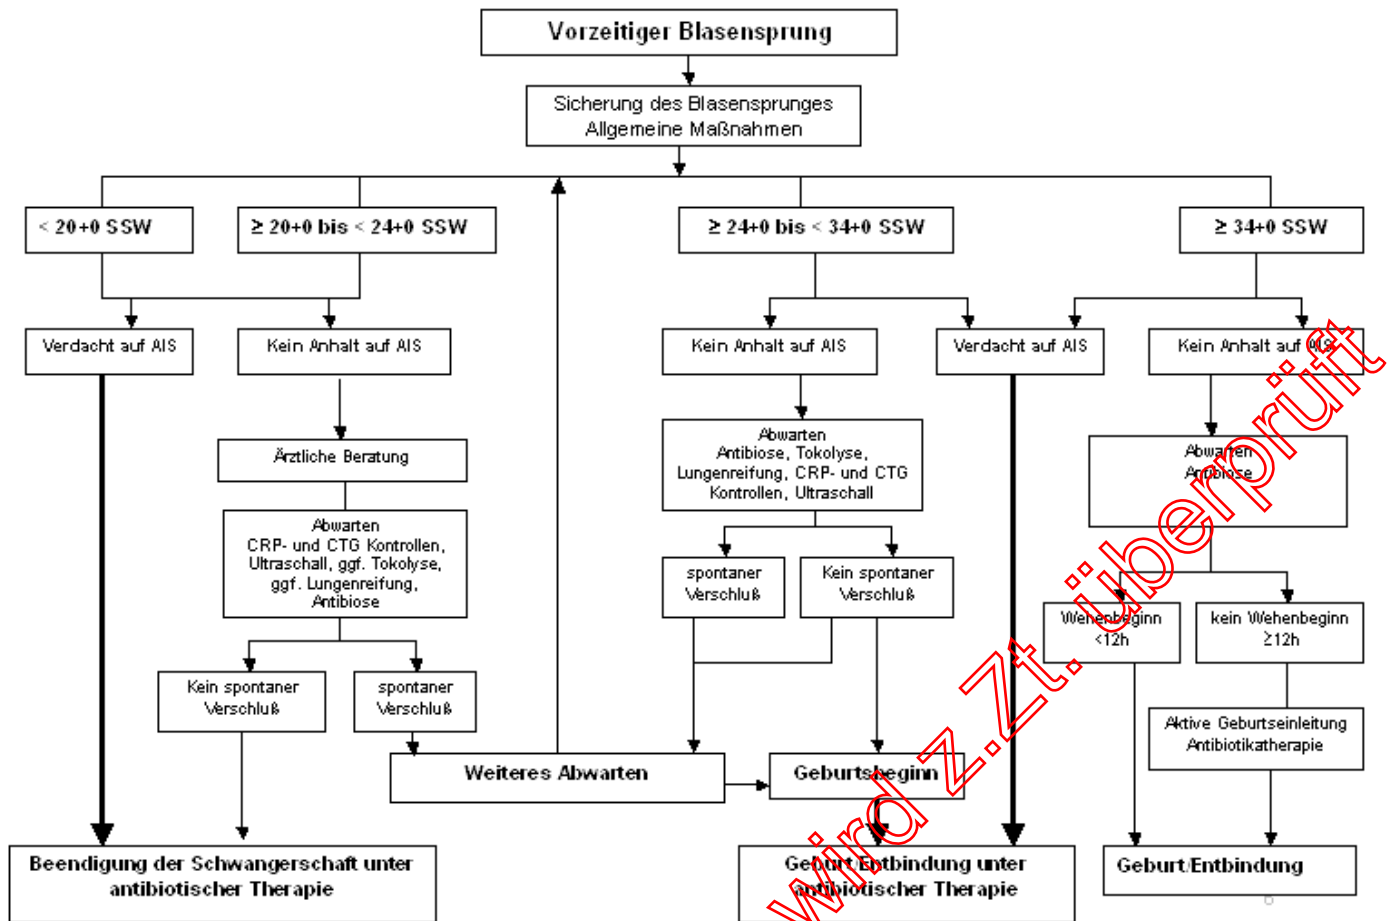 Vorzeitiger Blasensprung
Sicherung des Blasensprunges
Allgemeine Maßnahmen
< 20+0 SSW
≥ 20+0 bis < 24+0 SSW
≥ 24+0 bis < 34+0 SSW
≥ 34+0 SSW
Verdacht auf AIS
Kein Anhalt auf AIS
Kein Anhalt auf AIS
Verdacht auf AIS
Kein Anhalt auf AIS
Ärztliche Beratung
Abwarten
Antibiose, Tokolyse,
Lungenreifung, CRP- und CTG
Kontrollen, Ultraschall
Abwarten
Antibiose
Abwarten
CRP- und CTG Kontrollen,
Ultraschall, ggf. Tokolyse,
ggf. Lungenreifung,
Antibiose
spontaner
Verschluß
Kein spontaner
Verschluß
Wehenbeginn
<12h
kein Wehenbeginn
≥12h
Kein spontaner
Verschluß
spontaner
Verschluß
Aktive Geburtseinleitung
Antibiotikatherapie
Weiteres Abwarten
Geburtsbeginn
Beendigung der Schwangerschaft unter
antibiotischer Therapie
Geburt/Entbindung unter
antibiotischer Therapie
Geburt/Entbindung
wird z.Zt. überprüft